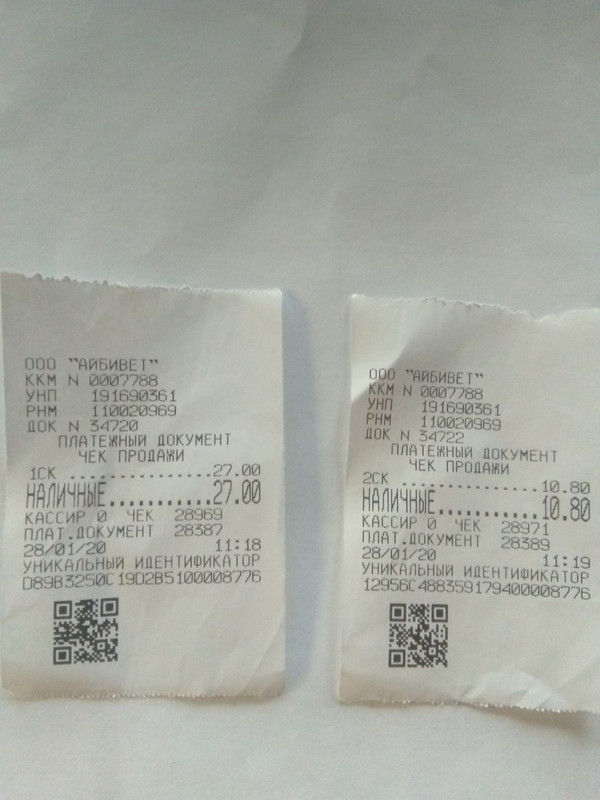 ООО "АЙБИВЕТ"
ККМ N 0007788
УНП 191690361
РНМ 110020969
ДОК N 34720
ПЛАТЕЖНЫЙ ДОКУМЕНТ
ЧЕК ПРОДАЖИ
1СК ...............27.00
НАЛИЧНЫЕ...........27.00
КАССИР 0 ЧЕК 28969
ПЛАТ.ДОКУМЕНТ 28387
28/01/20 11:18
УНИКАЛЬНЫЙ ИДЕНТИФИКАТОР
D89B3250C19D2B5100008776
ООО "АЙБИВЕТ"
ККМ N 0007788
УНП 191690361
РНМ 110020969
ДОК N 34722
ПЛАТЕЖНЫЙ ДОКУМЕНТ
ЧЕК ПРОДАЖИ
2СК ...............10.80
НАЛИЧНЫЕ...........10.80
КАССИР 0 ЧЕК 28971
ПЛАТ.ДОКУМЕНТ 28389
28/01/20 11:19
УНИКАЛЬНЫЙ ИДЕНТИФИКАТОР
12956C488359179400008776